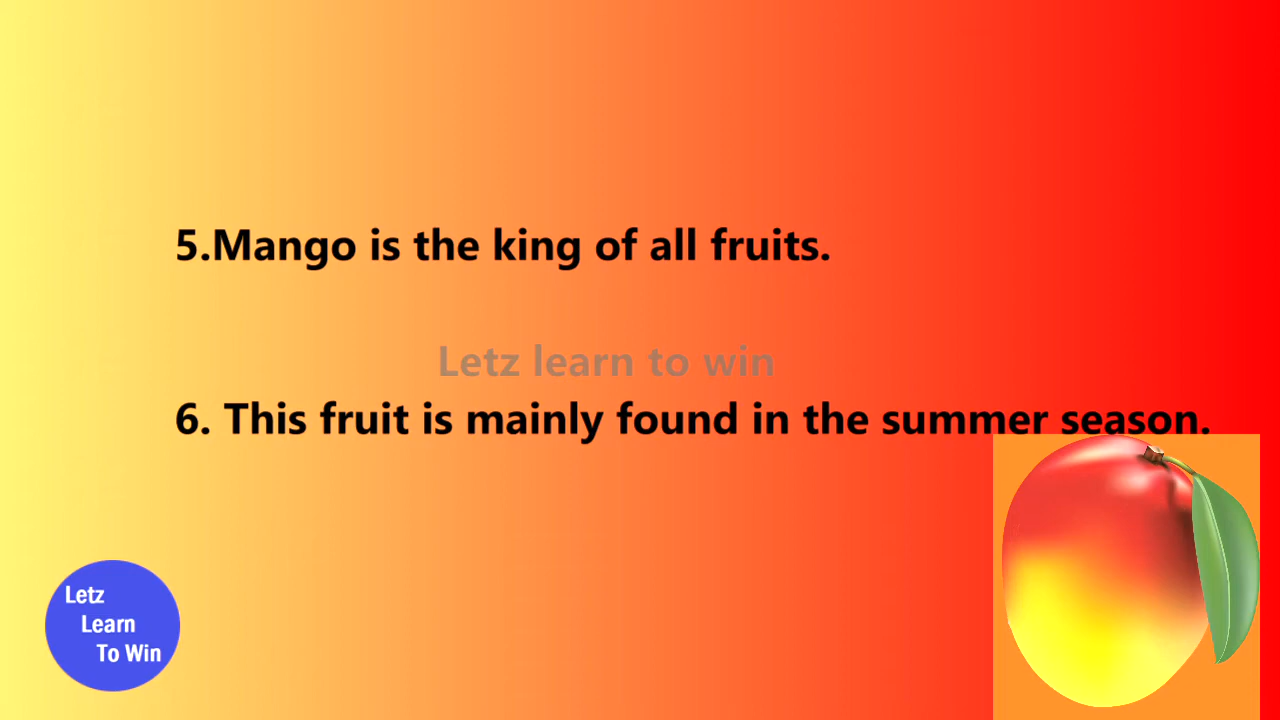 5.Mango is the king of all fruits.
Letz learn to win
6. This fruit is mainly found in the summer season.
Letz
Learn
To Win